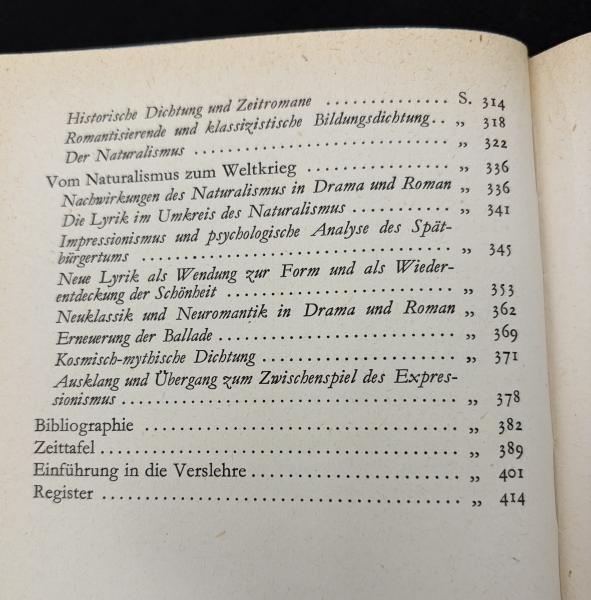 Historische Dichtung und Zeitromane .............. S. 314
Romantisierende und klassizistische Bildungsdichtung.. „ 318
Der Naturalismus ............................ „ 322
Vom Naturalismus zum Weltkrieg ................ „ 336
Nachwirkungen des Naturalismus in Drama und Roman „ 336
Die Lyrik im Umkreis des Naturalismus ........... „ 341
Impressionismus und psychologische Analyse des Spät-
bürgertums .................................. „ 345
Neue Lyrik als Wendung zur Form und als Wieder-
entdeckung der Schönheit ......................... „ 353
Neuklassik und Neuromantik in Drama und Roman „ 362
Erneuerung der Ballade ........................... „ 369
Kosmisch-mythische Dichtung ...................... „ 371
Ausklang und Übergang zum Zwischenspiel des Expres-
sionismus ....................................... „ 378
Bibliographie .................................... „ 382
Zeittafel ......................................... „ 389
Einführung in die Verslehre ........................ „ 401
Register .......................................... „ 414